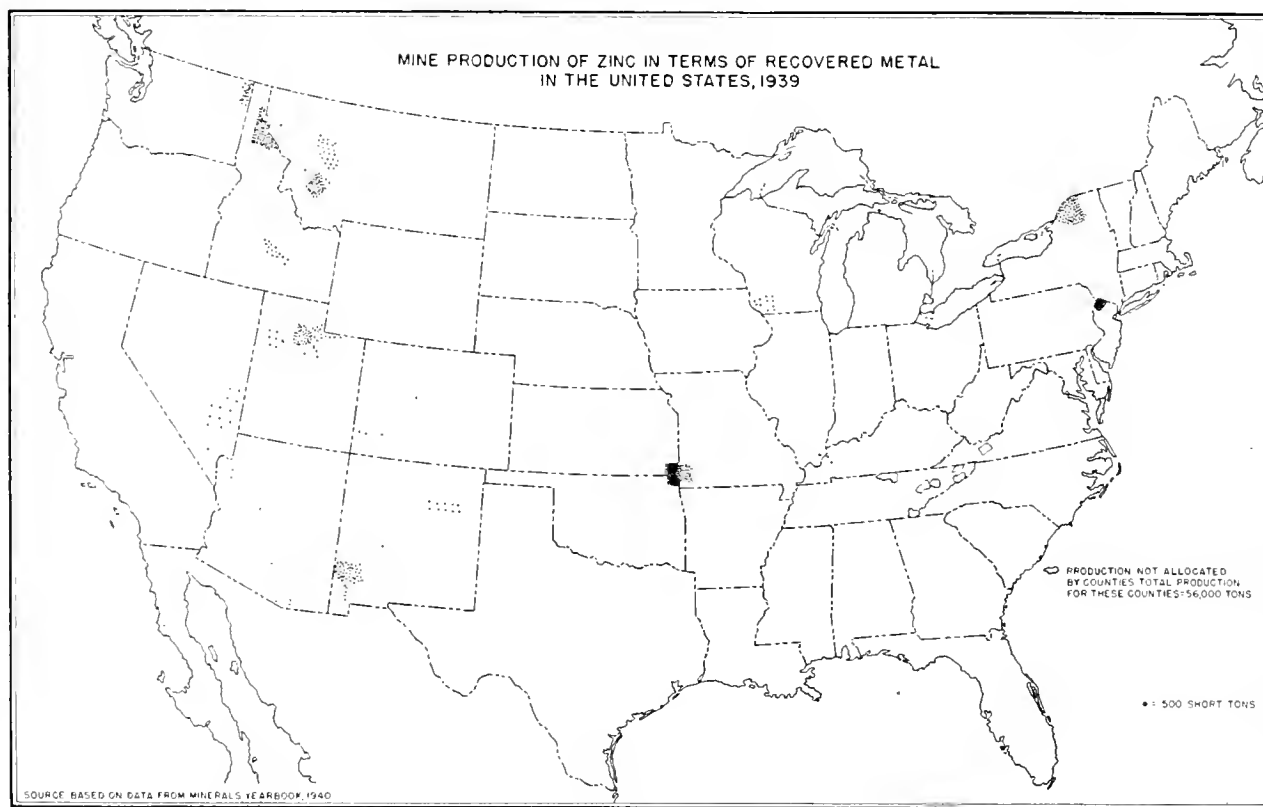 MINE PRODUCTION OF ZINC IN TERMS OF RECOVERED METAL
IN THE UNITED STATES, 1939
PRODUCTION NOT ALLOCATED
BY COUNTIES TOTAL PRODUCTION
FOR THESE COUNTIES=56,000 TONS
• = 500 SHORT TONS
SOURCE BASED ON DATA FROM MINERALS YEARBOOK, 1940